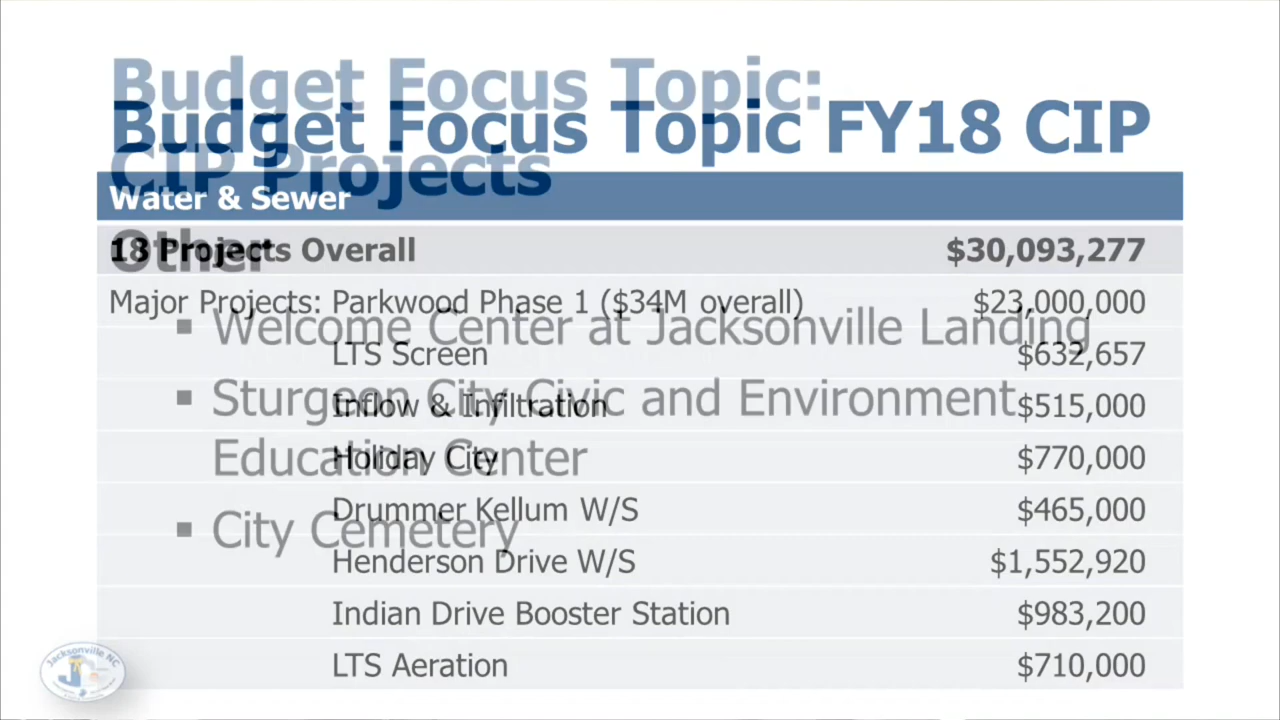 Budget Focus Topic:
CIP Projects
Other
▪ Welcome Center at Jacksonville Landing
▪ Sturgeon City Civic and Environment
Education Center
▪ City Cemetery
Budget Focus Topic FY18 CIP
Water & Sewer
18 Projects Overall $30,093,277
Major Projects: Parkwood Phase 1 ($34M overall) $23,000,000
LTS Screen $632,657
Inflow & Infiltration $515,000
Holiday City $770,000
Drummer Kellum W/S $465,000
Henderson Drive W/S $1,552,920
Indian Drive Booster Station $983,200
LTS Aeration $710,000
Jacksonville NC